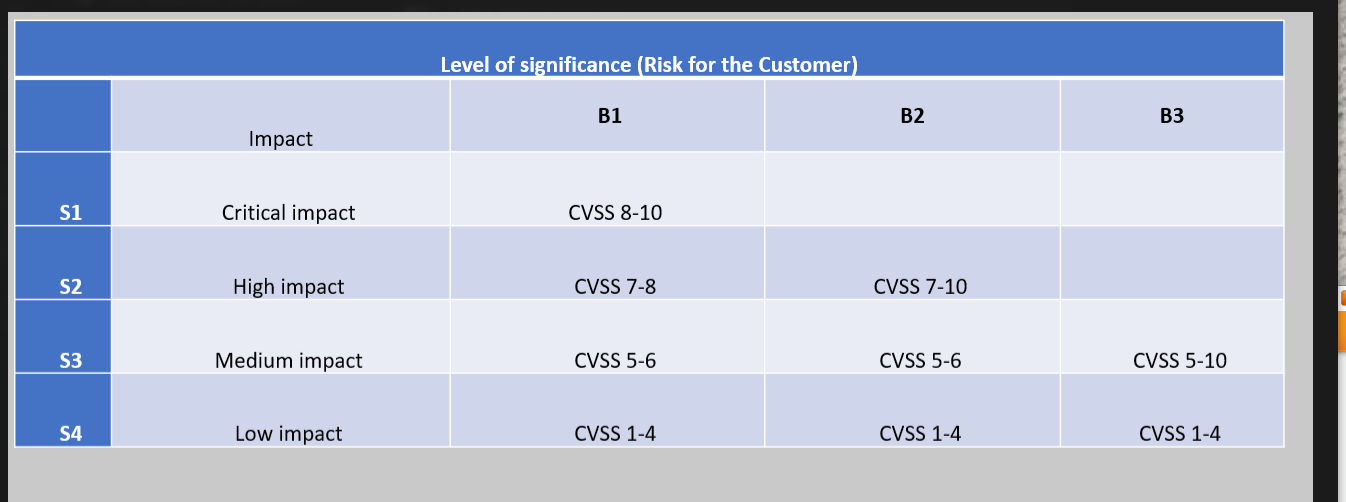 Level of significance (Risk for the Customer)
Impact B1 B2 B3
S1 Critical impact CVSS 8-10
S2 High impact CVSS 7-8 CVSS 7-10
S3 Medium impact CVSS 5-6 CVSS 5-6 CVSS 5-10
S4 Low impact CVSS 1-4 CVSS 1-4 CVSS 1-4